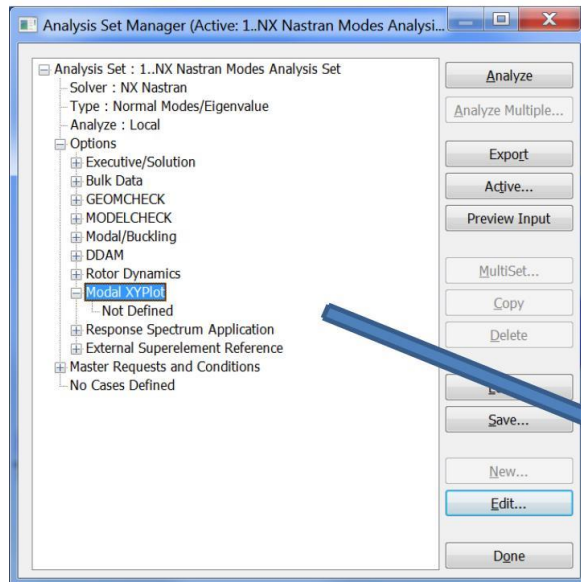 Analysis Set Manager (Active: 1..NX Nastran Modes Analysi...
Analysis Set : 1..NX Nastran Modes Analysis Set
Solver : NX Nastran
Type : Normal Modes/Eigenvalue
Analyze : Local
Options
Executive/Solution
Bulk Data
GEOMCHECK
MODELCHECK
Modal/Buckling
DDAM
Rotor Dynamics
Modal XYPlot
Not Defined
Response Spectrum Application
External Superelement Reference
Master Requests and Conditions
No Cases Defined
Analyze
Analyze Multiple...
Export
Active...
Preview Input
MultiSet...
Copy
Delete
Save...
New...
Edit...
Done